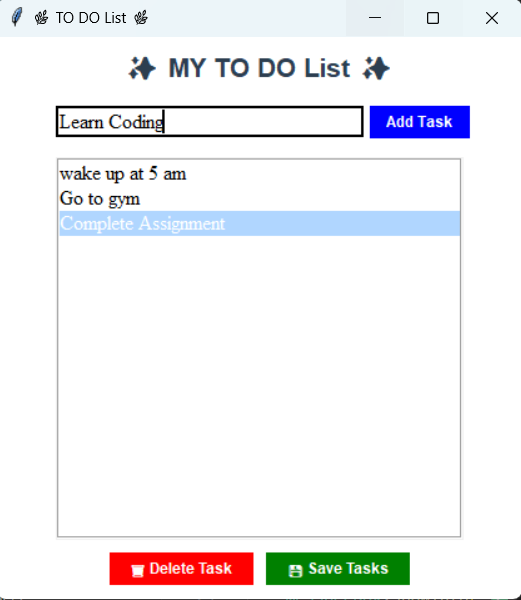 TO DO List
MY TO DO List
Learn Coding
Add Task
wake up at 5 am
Go to gym
Complete Assignment
Delete Task
Save Tasks